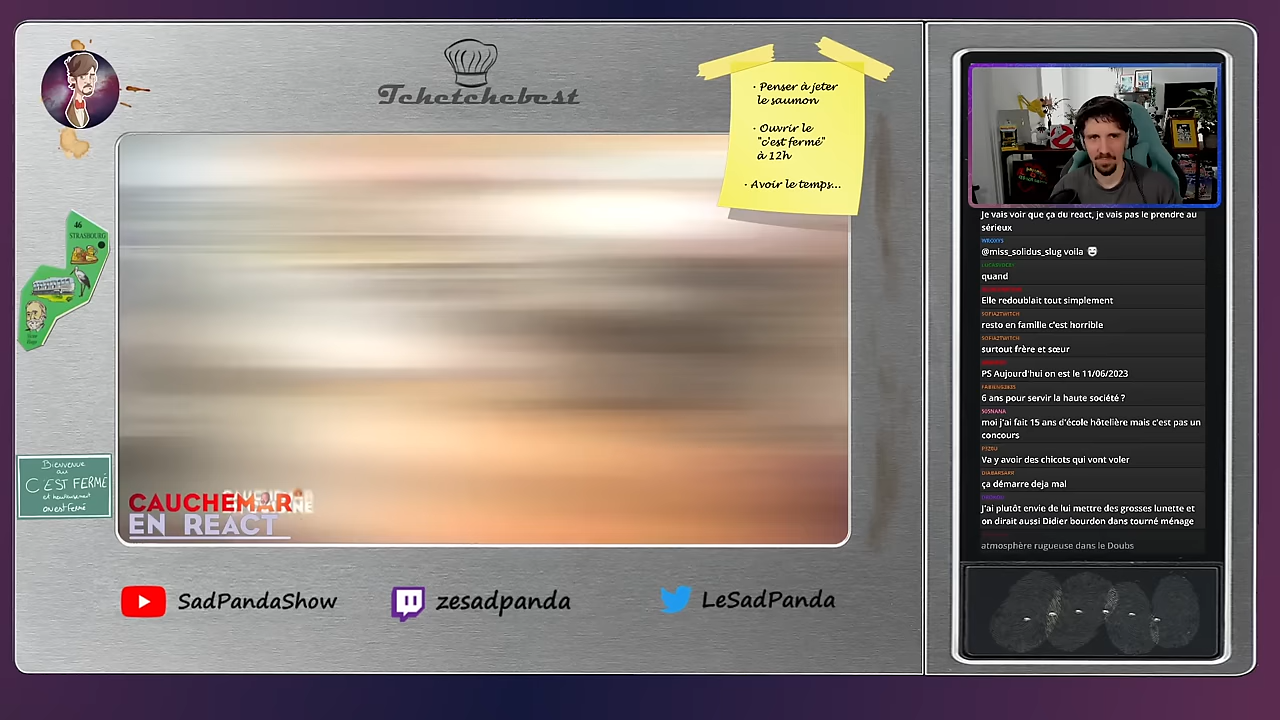 Tchetchebest
· Penser à jeter
le saumon
· Ouvrir le
"c'est fermé"
à 12h
· Avoir le temps...
46
STRASBOURG
BIENVENUE
au
C'EST FERMÉ
CAUCHEMAR
EN REACT
SadPandaShow
zesadpanda
LeSadPanda
Je vais voir que ça du react, je vais pas le prendre au
sérieux
WROXYS
@miss_solidus_slug voila
quand
Elle redoublait tout simplement
SOFIA2TWITCH
resto en famille c'est horrible
SOFIA2TWITCH
surtout frère et sœur
PS Aujourd'hui on est le 11/06/2023
6 ans pour servir la haute société ?
moi j'ai fait 15 ans d'école hôtelière mais c'est pas un
concours
Va y avoir des chicots qui vont voler
ça démarre deja mal
J'ai plutôt envie de lui mettre des grosses lunette et
on dirait aussi Didier bourdon dans tourné ménage
atmosphère rugueuse dans le Doubs